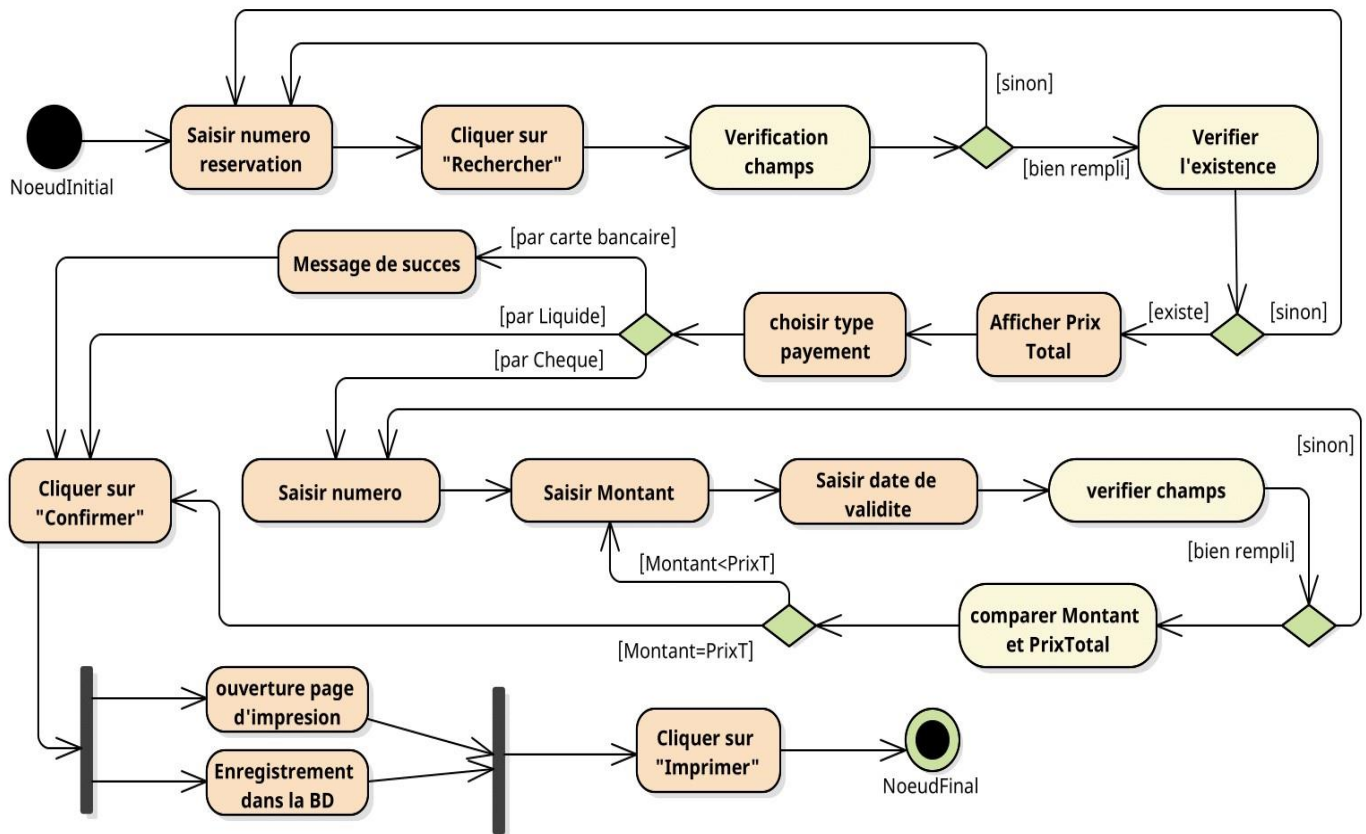 [sinon]
Saisir numero
reservation
Cliquer sur
"Rechercher"
Verification
champs
Verifier
l'existence
[bien rempli]
NoeudInitial
[par carte bancaire]
Message de succes
[par Liquide]
[par Cheque]
choisir type
payement
Afficher Prix
Total
[existe]
[sinon]
[sinon]
Cliquer sur
"Confirmer"
Saisir numero
Saisir Montant
Saisir date de
validite
verifier champs
[bien rempli]
[Montant<PrixT]
comparer Montant
et PrixTotal
[Montant=PrixT]
ouverture page
d'impresion
Enregistrement
dans la BD
Cliquer sur
"Imprimer"
NoeudFinal